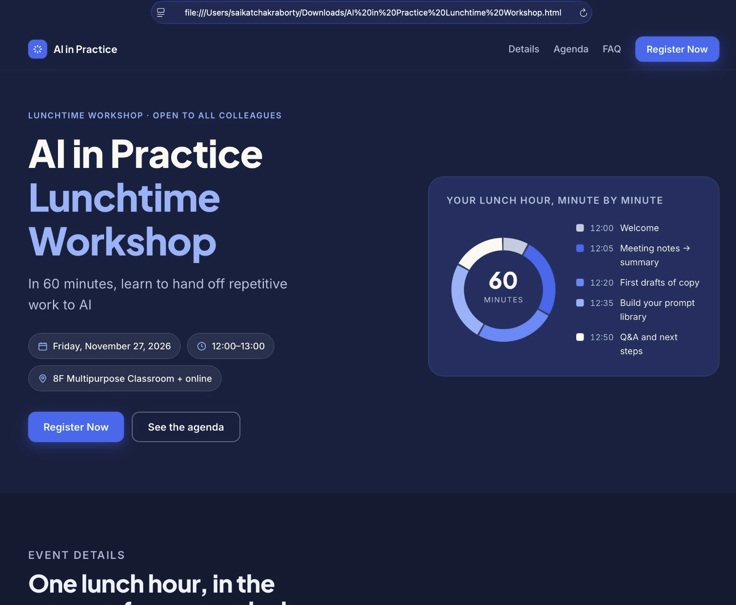 file:///Users/saikatchakraborty/Downloads/AI%20in%20Practice%20Lunchtime%20Workshop.html
AI in Practice
Details
Agenda
FAQ
Register Now
LUNCHTIME WORKSHOP · OPEN TO ALL COLLEAGUES
AI in Practice
Lunchtime
Workshop
In 60 minutes, learn to hand off repetitive
work to AI
Friday, November 27, 2026
12:00–13:00
8F Multipurpose Classroom + online
Register Now
See the agenda
YOUR LUNCH HOUR, MINUTE BY MINUTE
60
MINUTES
12:00 Welcome
12:05 Meeting notes →
summary
12:20 First drafts of copy
12:35 Build your prompt
library
12:50 Q&A and next
steps
EVENT DETAILS
One lunch hour, in the